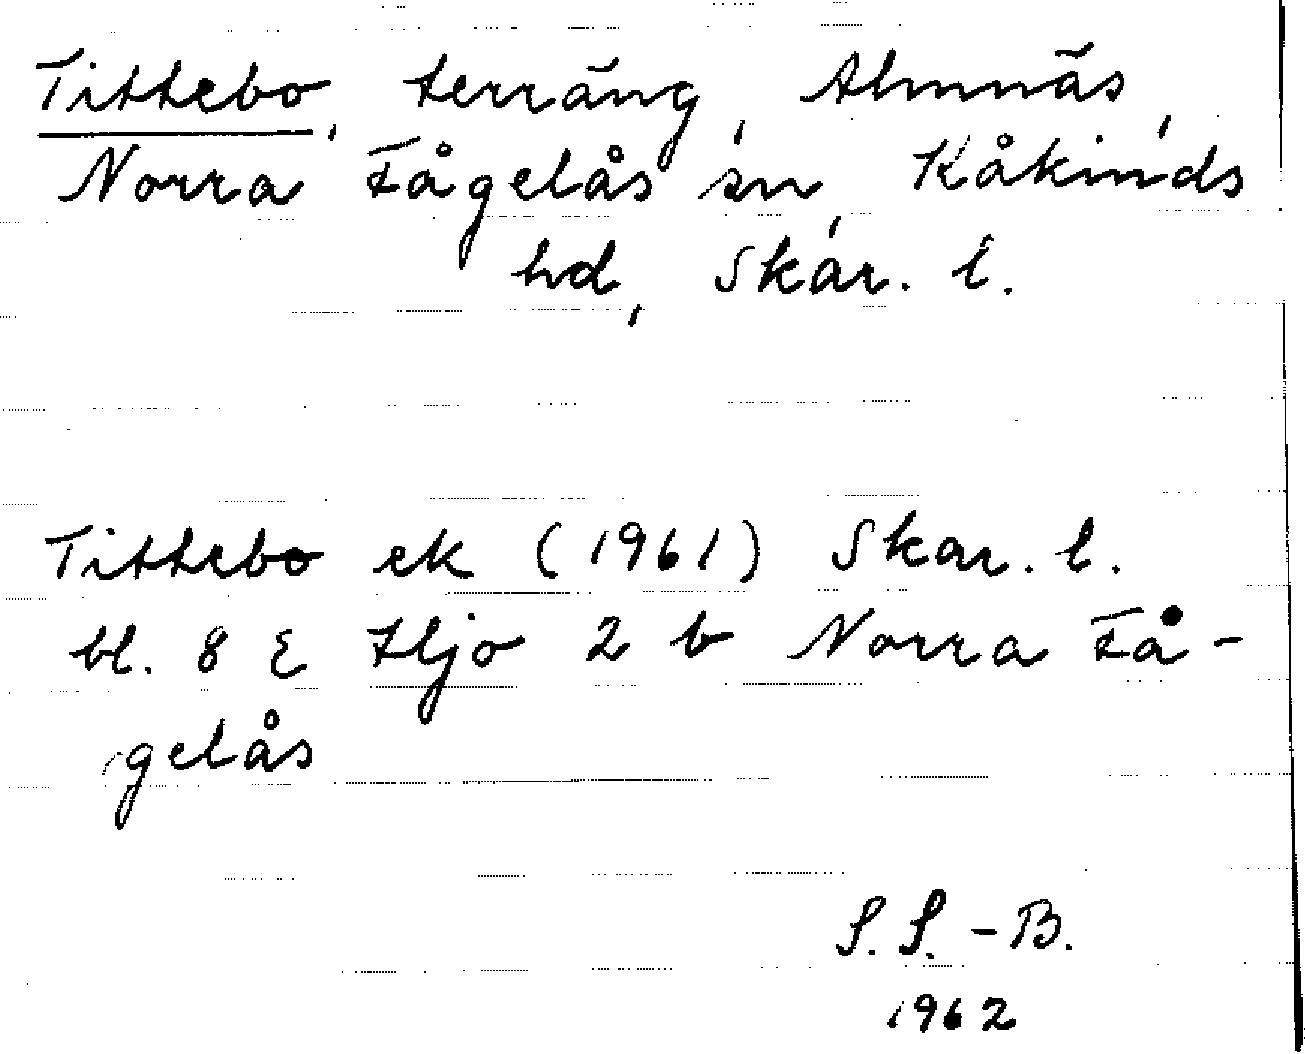 Tittebo, terräng, Almnäs,
Norra Fågelås sn, Kåkinds
hd, Skar. l.
Tittebo ek (1961) Skar. l.
bl. 8 E Hjo 2 b Norra Få-
gelås
S. S. - B.
1962